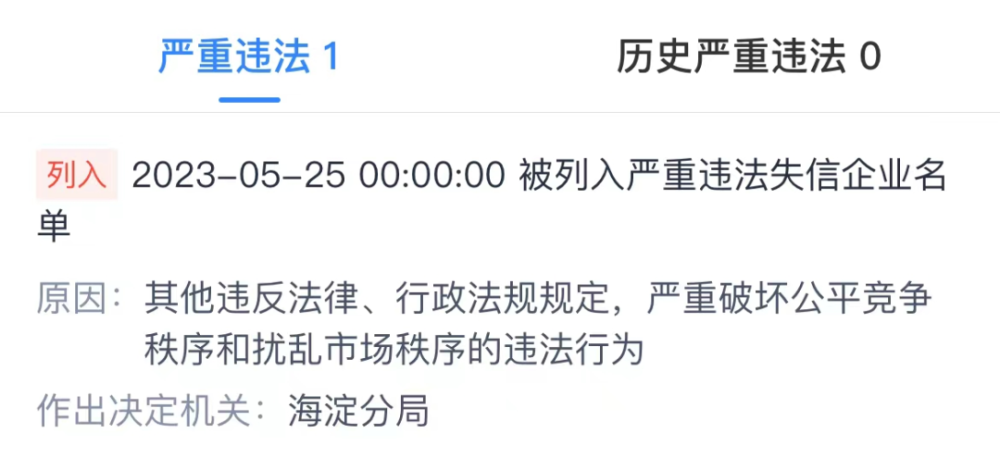 严重违法 1
历史严重违法 0
列入 2023-05-25 00:00:00 被列入严重违法失信企业名
单
原因：其他违反法律、行政法规规定，严重破坏公平竞争
秩序和扰乱市场秩序的违法行为
作出决定机关：海淀分局